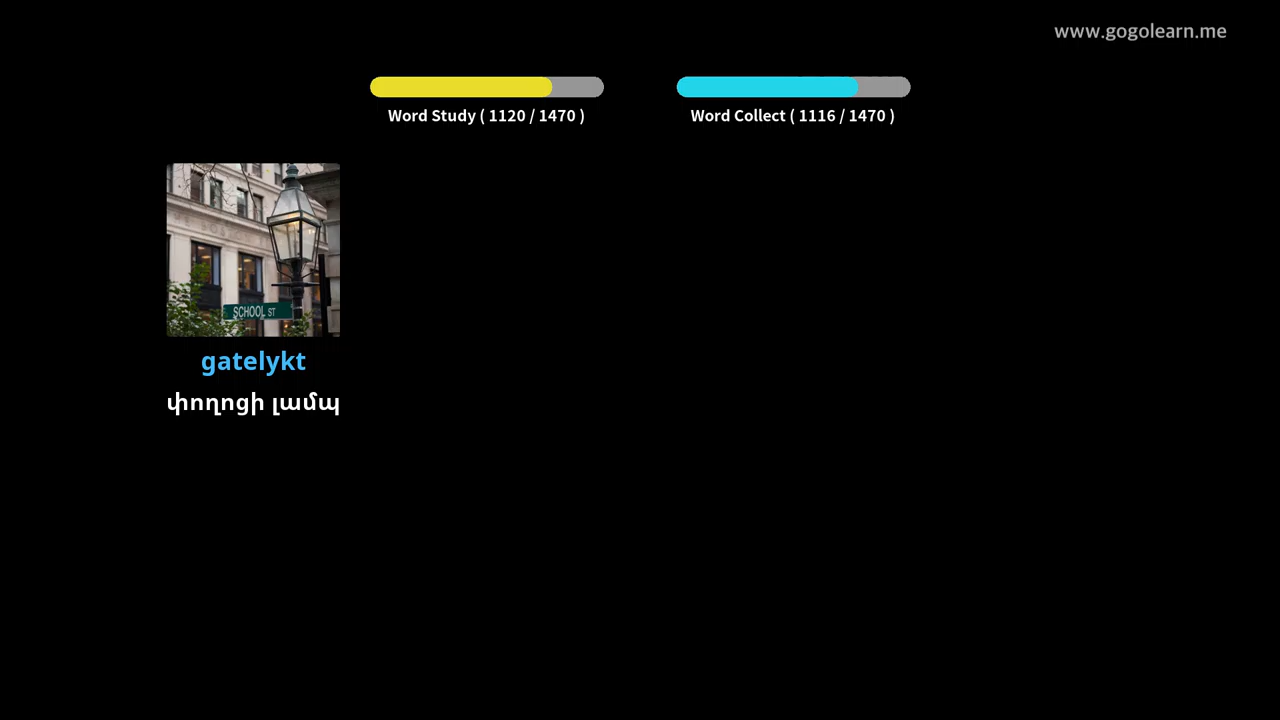 www.gogolearn.me
Word Study ( 1120 / 1470 )
Word Collect ( 1116 / 1470 )
SCHOOL ST
gatelykt
փողոցի լամպ